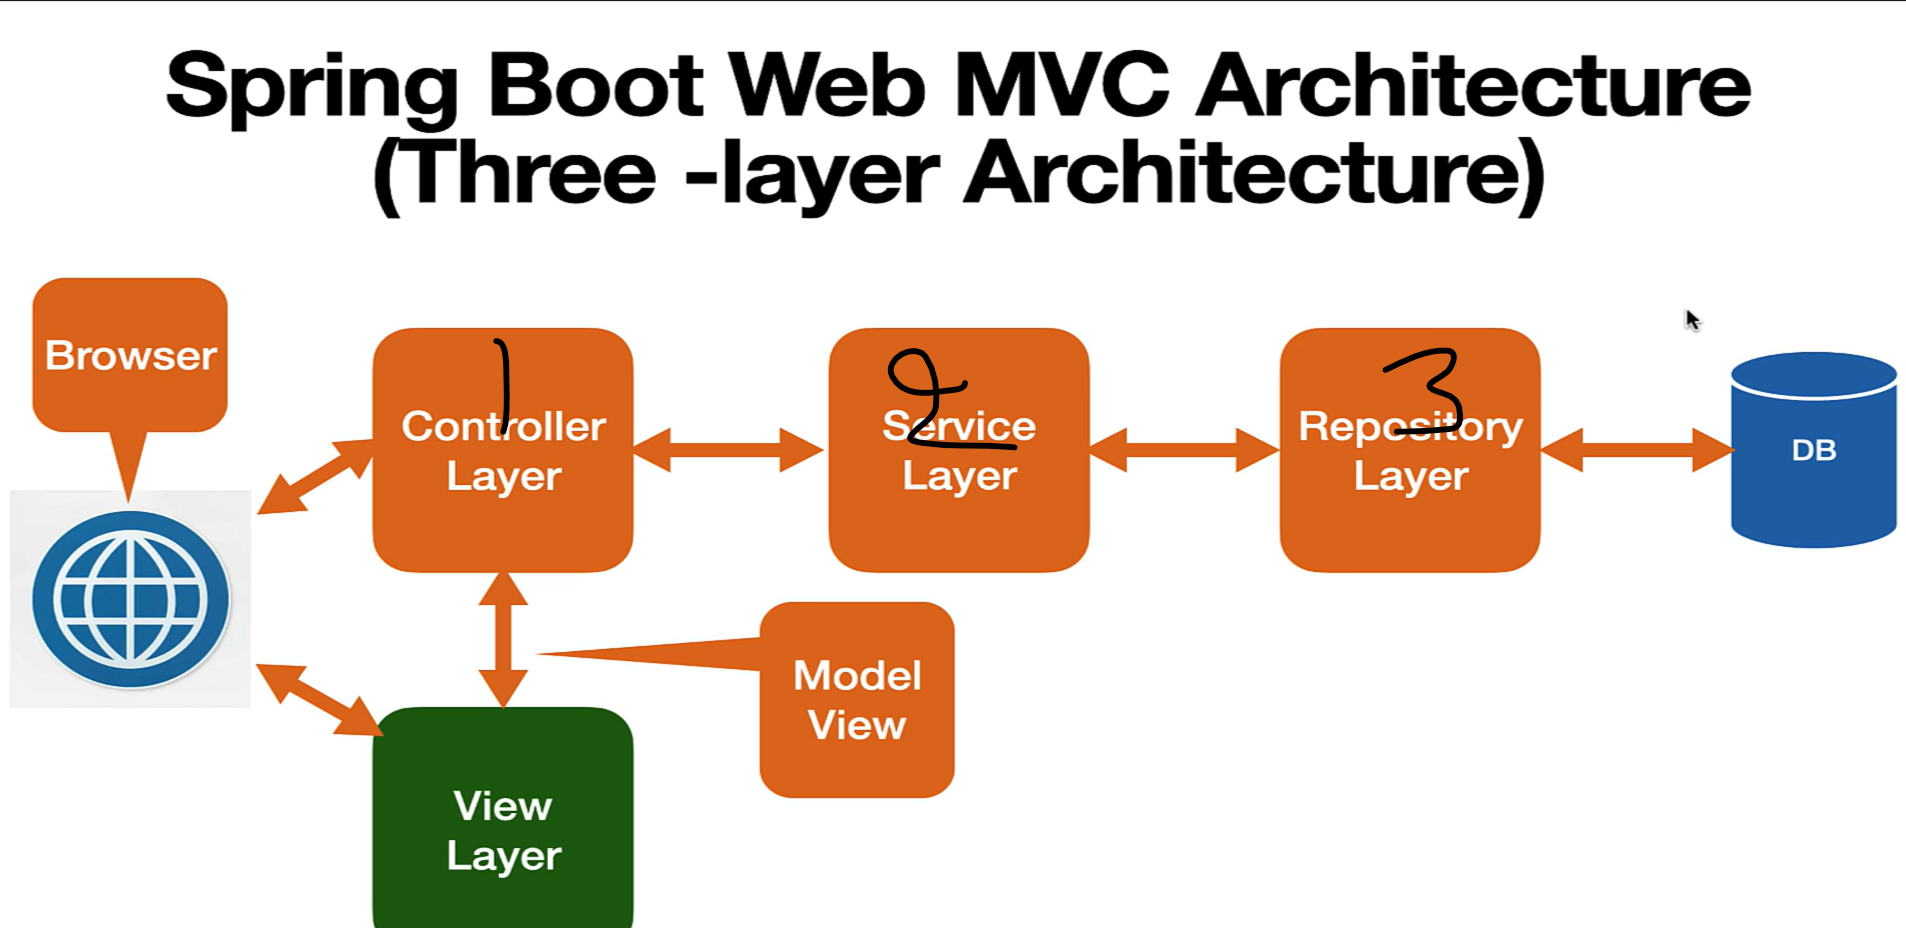 Spring Boot Web MVC Architecture
(Three -layer Architecture)
Browser
1
Controller
Layer
2
Service
Layer
3
Repository
Layer
DB
Model
View
View
Layer